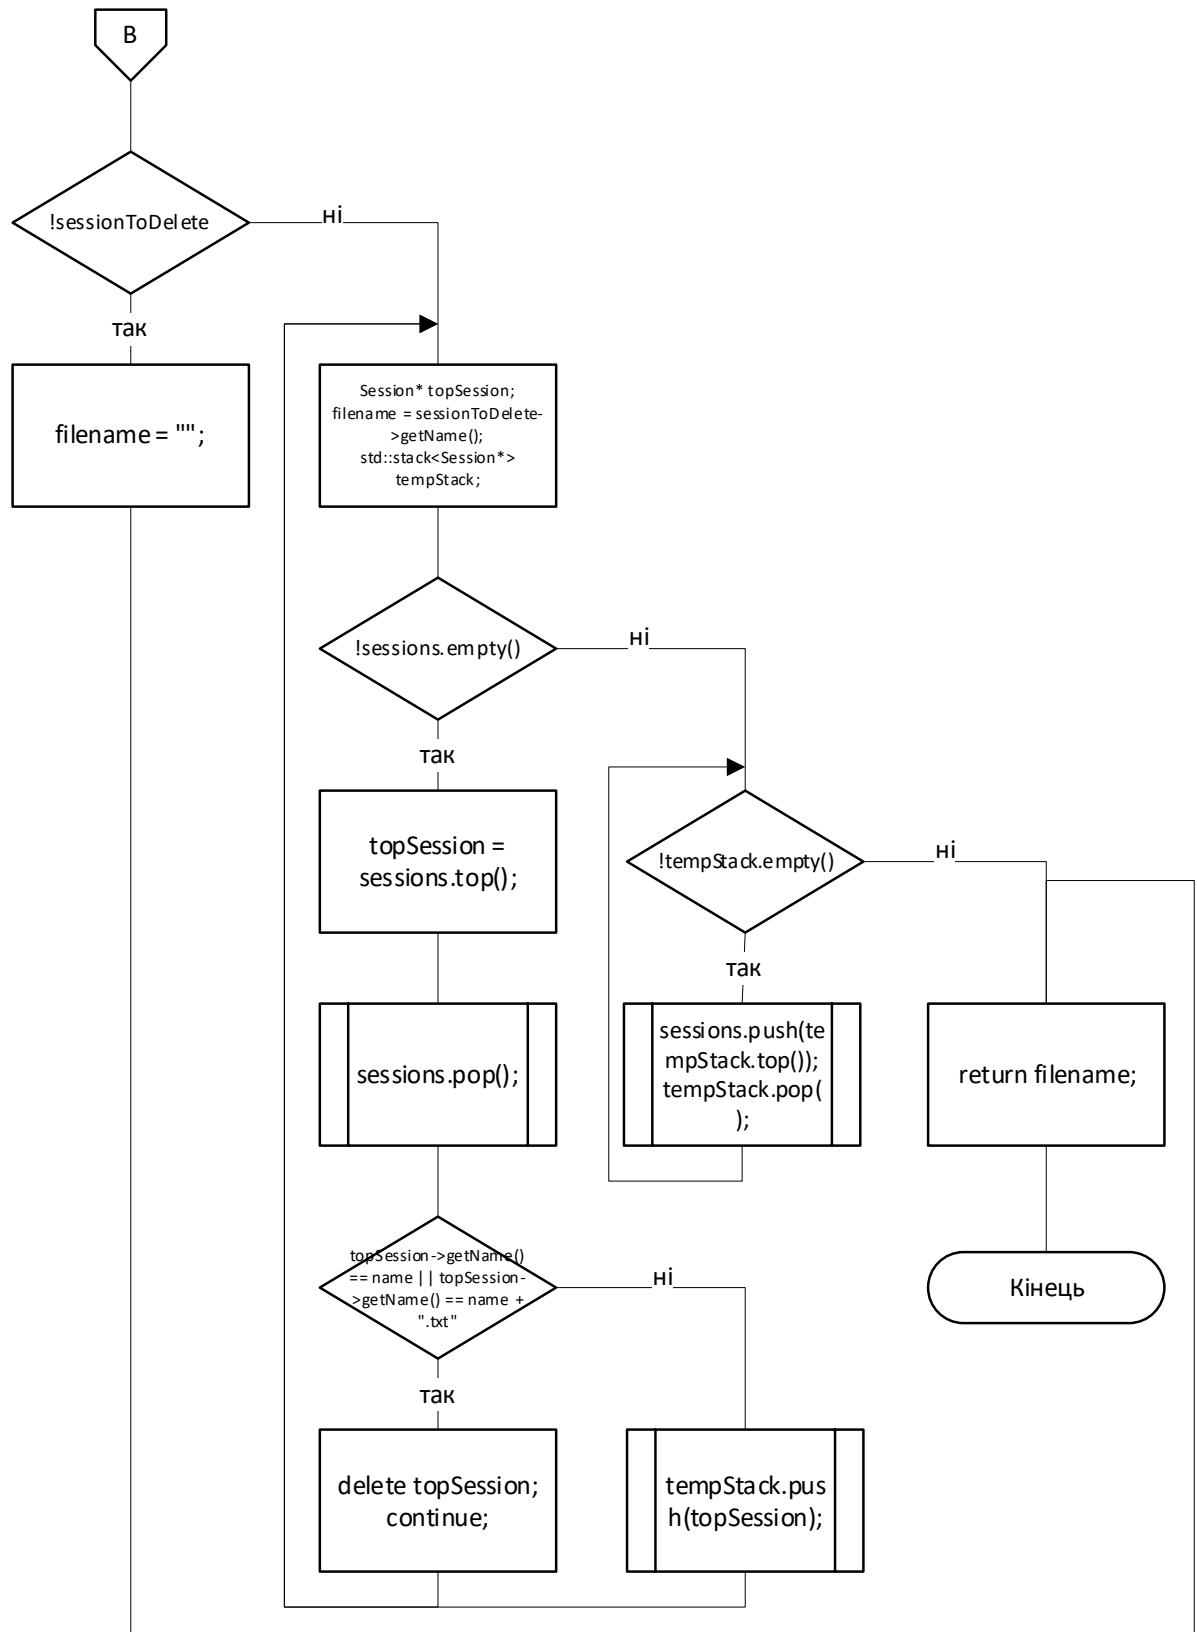 B
!sessionToDelete
ні
так
filename = "";
Session* topSession;
filename = sessionToDelete-
>getName();
std::stack<Session*>
tempStack;
!sessions.empty()
ні
так
topSession =
sessions.top();
!tempStack.empty()
ні
так
sessions.pop();
sessions.push(te
mpStack.top());
tempStack.pop(
);
return filename;
topSession->getName()
== name || topSession-
>getName() == name +
".txt"
ні
Кінець
так
delete topSession;
continue;
tempStack.pus
h(topSession);